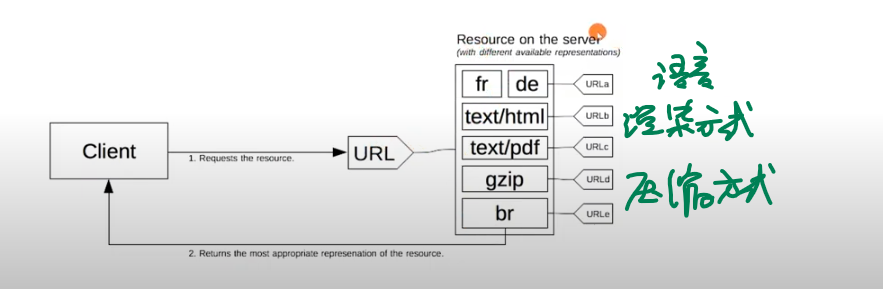 Resource on the server
(with different available representations)
fr de URLa 语言
text/html URLb 渲染方式
Client 1. Requests the resource. URL text/pdf URLc
gzip URLd 压缩方式
br URLe
2. Returns the most appropriate represenation of the resource.